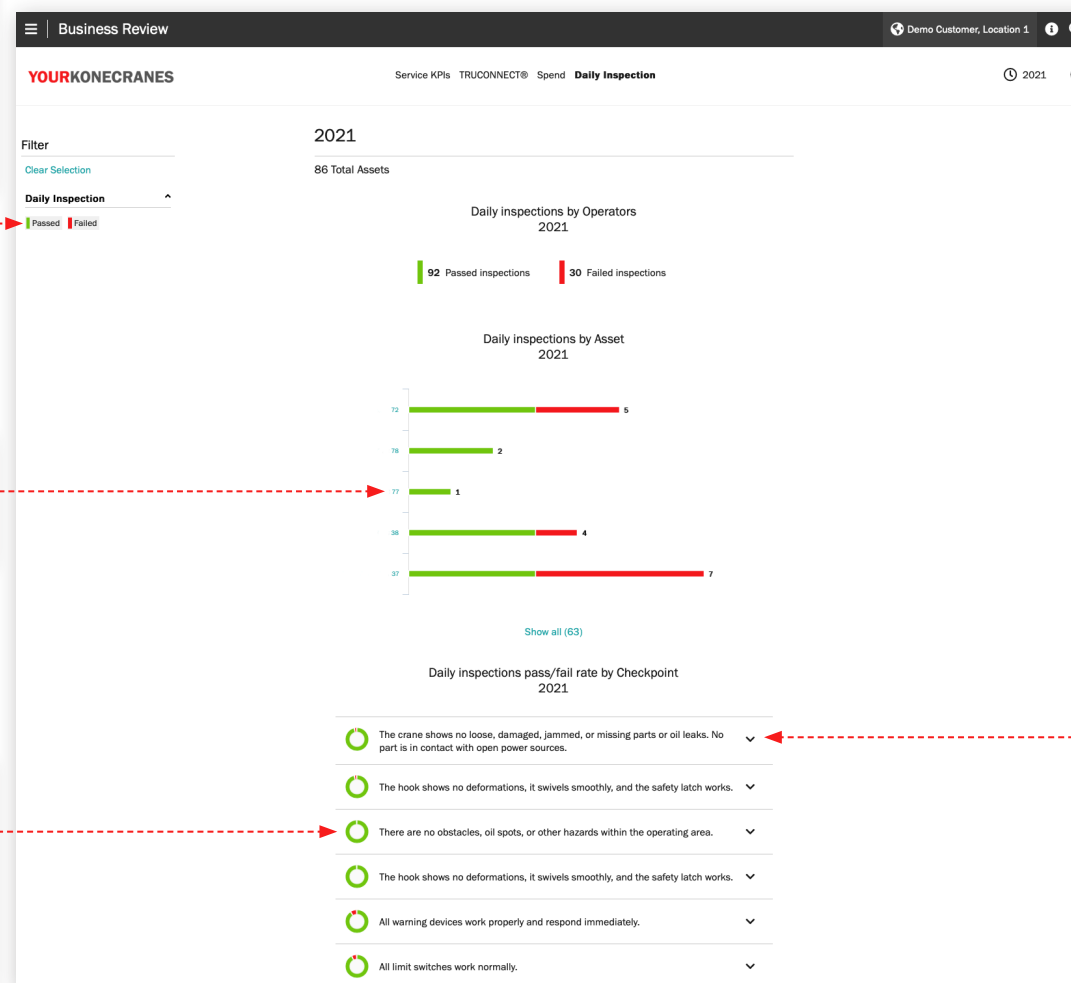 Business Review
Demo Customer, Location 1
YOURKONECRANES
Service KPIs TRUCONNECT® Spend Daily Inspection
2021
Filter
Clear Selection
Daily Inspection
Passed Failed
2021
86 Total Assets
Daily inspections by Operators
2021
92 Passed inspections 30 Failed inspections
Daily inspections by Asset
2021
72 5
76 2
77 1
38 4
37 7
Show all (63)
Daily inspections pass/fail rate by Checkpoint
2021
The crane shows no loose, damaged, jammed, or missing parts or oil leaks. No
part is in contact with open power sources.
The hook shows no deformations, it swivels smoothly, and the safety latch works.
There are no obstacles, oil spots, or other hazards within the operating area.
The hook shows no deformations, it swivels smoothly, and the safety latch works.
All warning devices work properly and respond immediately.
All limit switches work normally.